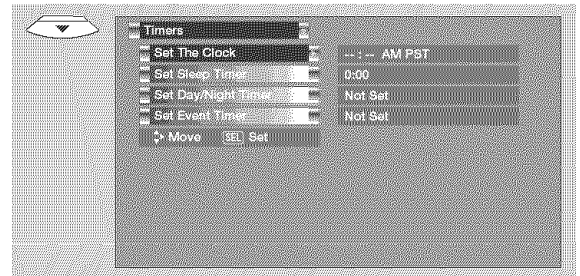 Timers
Set The Clock -- : -- AM PST
Set Sleep Timer 0:00
Set Day/Night Timer Not Set
Set Event Timer Not Set
Move SEL Set